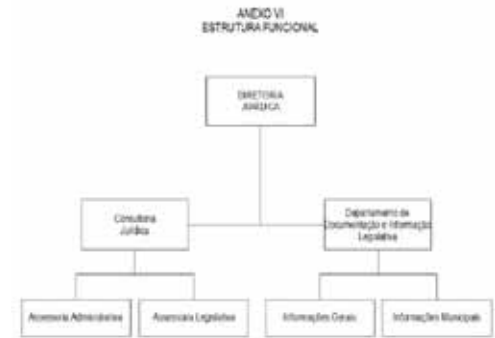 ANEXO VI
ESTRUTURA FUNCIONAL
DIRETORIA
JURÍDICA
Consultoria
Jurídica
Departamento de
Documentação e Informação
Legislativa
Assessoria Administrativa
Assessoria Legislativa
Informações Gerais
Informações Municipais